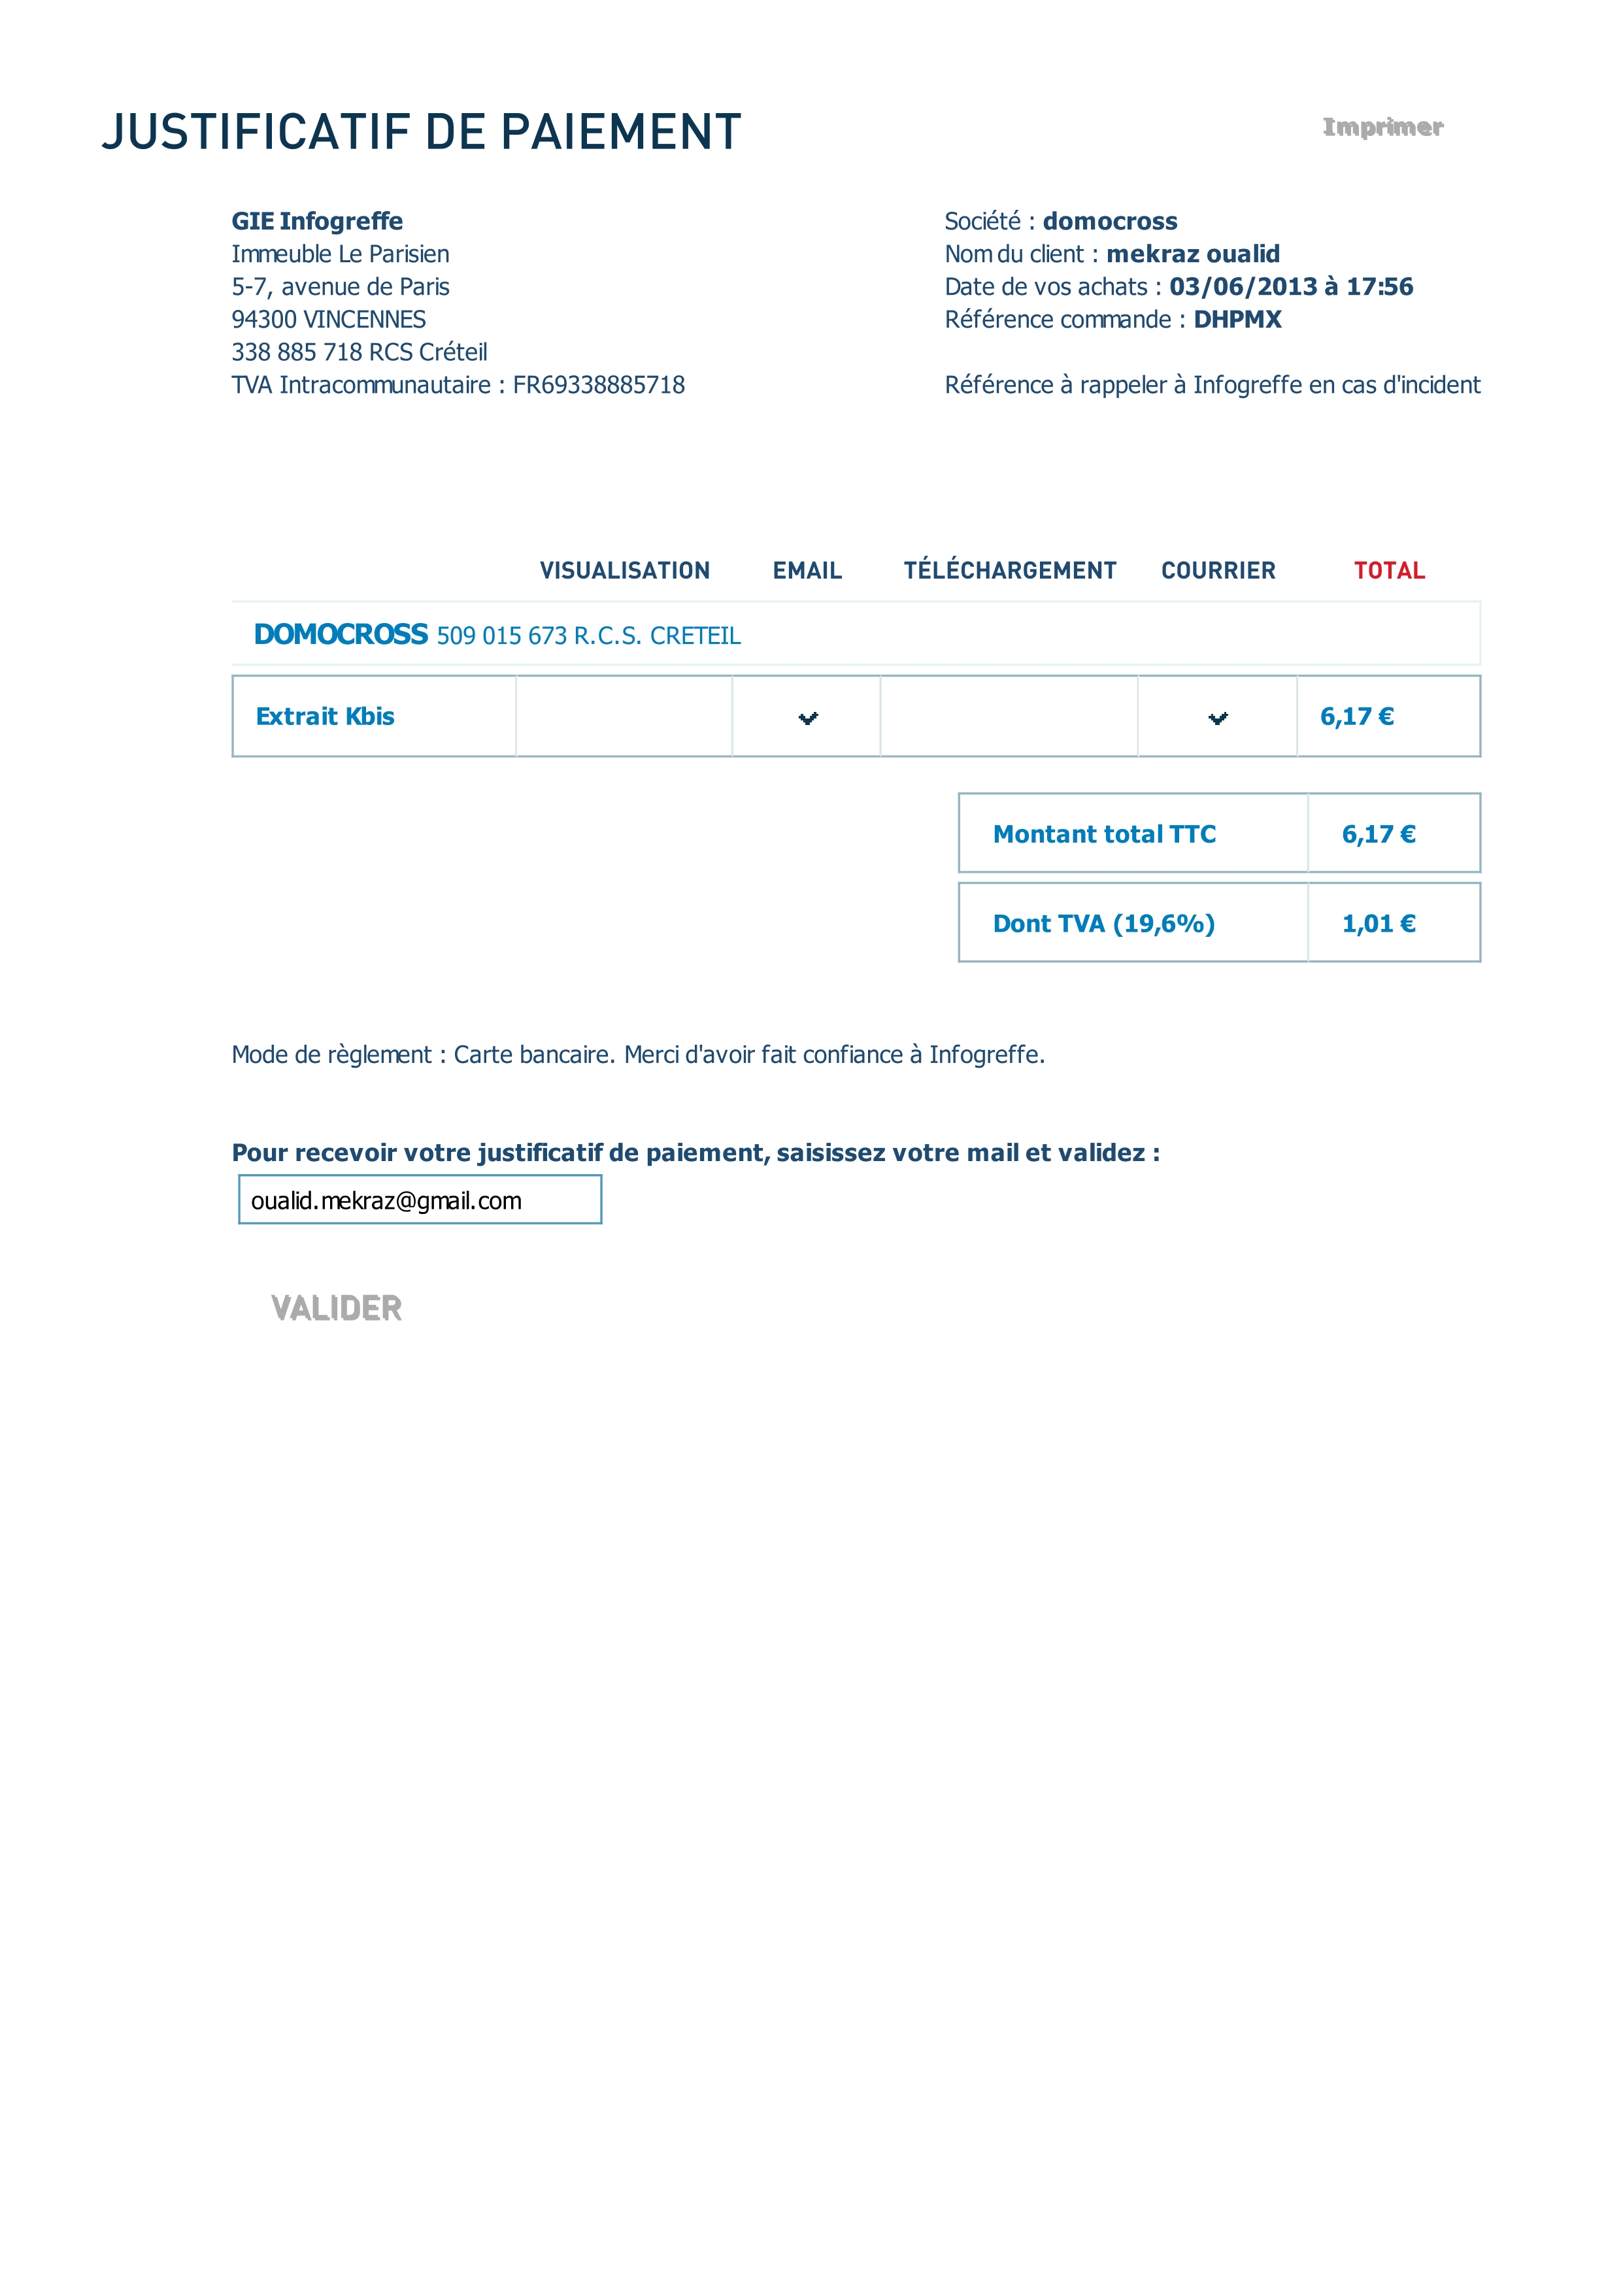 JUSTIFICATIF DE PAIEMENT
Imprimer
GIE Infogreffe
Immeuble Le Parisien
5-7, avenue de Paris
94300 VINCENNES
338 885 718 RCS Créteil
TVA Intracommunautaire : FR69338885718
Société : domocross
Nom du client : mekraz oualid
Date de vos achats : 03/06/2013 à 17:56
Référence commande : DHPMX
Référence à rappeler à Infogreffe en cas d'incident
VISUALISATION EMAIL TÉLÉCHARGEMENT COURRIER TOTAL
DOMOCROSS 509 015 673 R.C.S. CRETEIL
Extrait Kbis 6,17 €
Montant total TTC 6,17 €
Dont TVA (19,6%) 1,01 €
Mode de règlement : Carte bancaire. Merci d'avoir fait confiance à Infogreffe.
Pour recevoir votre justificatif de paiement, saisissez votre mail et validez :
oualid.mekraz@gmail.com
VALIDER